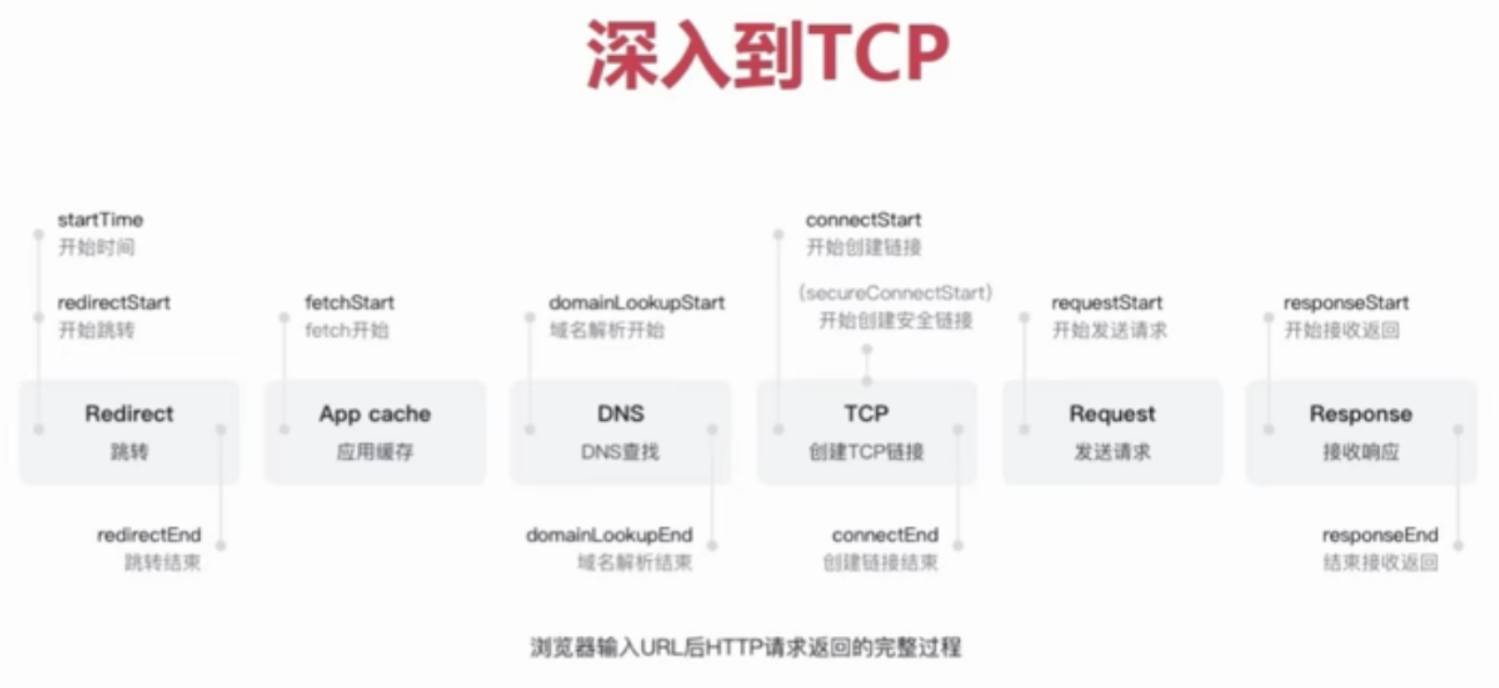 深入到TCP
startTime
开始时间
redirectStart
开始跳转
fetchStart
fetch开始
domainLookupStart
域名解析开始
connectStart
开始创建链接
(secureConnectStart)
开始创建安全链接
requestStart
开始发送请求
responseStart
开始接收返回
Redirect
跳转
App cache
应用缓存
DNS
DNS查找
TCP
创建TCP链接
Request
发送请求
Response
接收响应
redirectEnd
跳转结束
domainLookupEnd
域名解析结束
connectEnd
创建链接结束
responseEnd
结束接收返回
浏览器输入URL后HTTP请求返回的完整过程